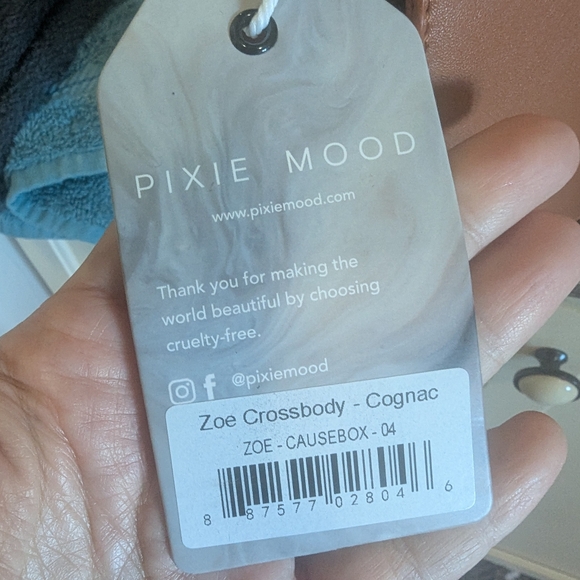 PIXIE MOOD
www.pixiemood.com
Thank you for making the
world beautiful by choosing
cruelty-free.
@pixiemood
Zoe Crossbody - Cognac
ZOE - CAUSEBOX - 04
8 87577 02804 6